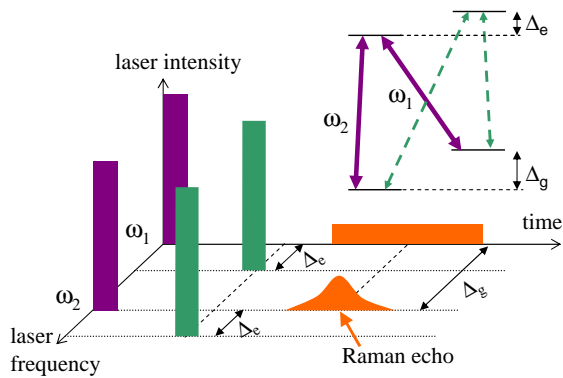 Δe
laser intensity
ω1
ω2
Δg
time
ω1
Δe
ω2
Δg
Δe
laser
frequency
Raman echo